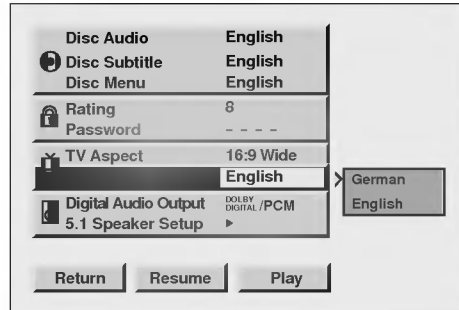 Disc Audio English
Disc Subtitle English
Disc Menu English
Rating 8
Password - - - -
TV Aspect 16:9 Wide
English
German
English
Digital Audio Output DOLBY DIGITAL /PCM
5.1 Speaker Setup ►
Return Resume Play